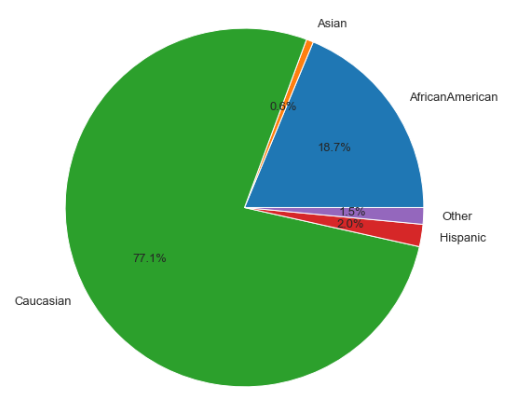 Asian
AfricanAmerican
0.6%
18.7%
1.5%
Other
2.0%
Hispanic
77.1%
Caucasian